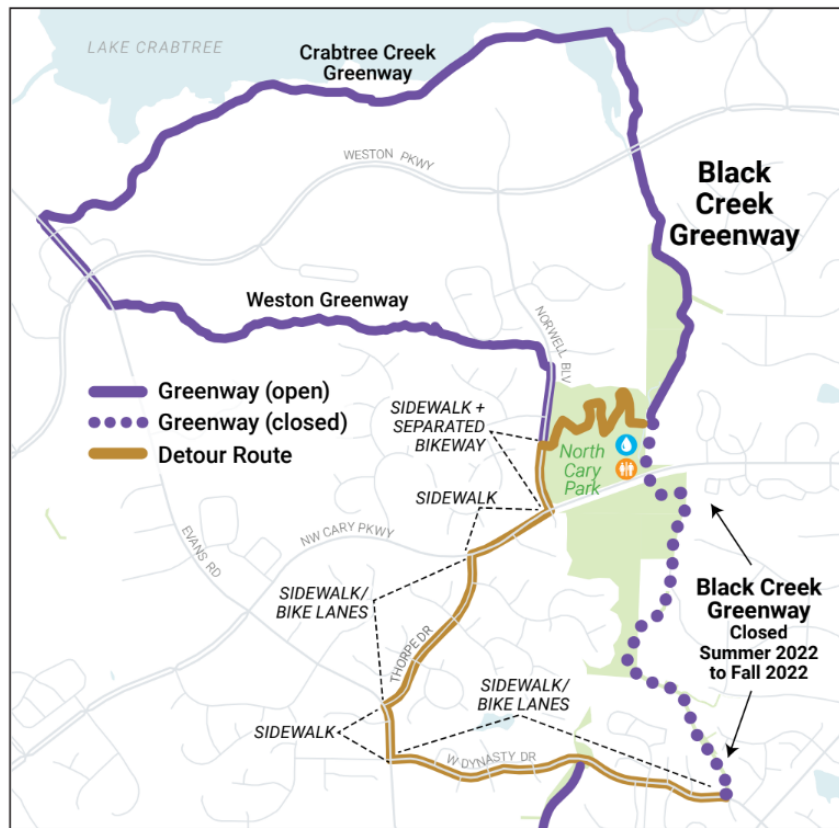 LAKE CRABTREE
Crabtree Creek
Greenway
WESTON PKWY
Black
Creek
Greenway
Weston Greenway
NORWELL BLV
Greenway (open)
Greenway (closed)
Detour Route
SIDEWALK +
SEPARATED
BIKEWAY
North
Cary
Park
SIDEWALK
EVANS RD
NW CARY PKWY
SIDEWALK/
BIKE LANES
THORPE DR
Black Creek
Greenway
Closed
Summer 2022
to Fall 2022
SIDEWALK/
BIKE LANES
SIDEWALK
W DYNASTY DR